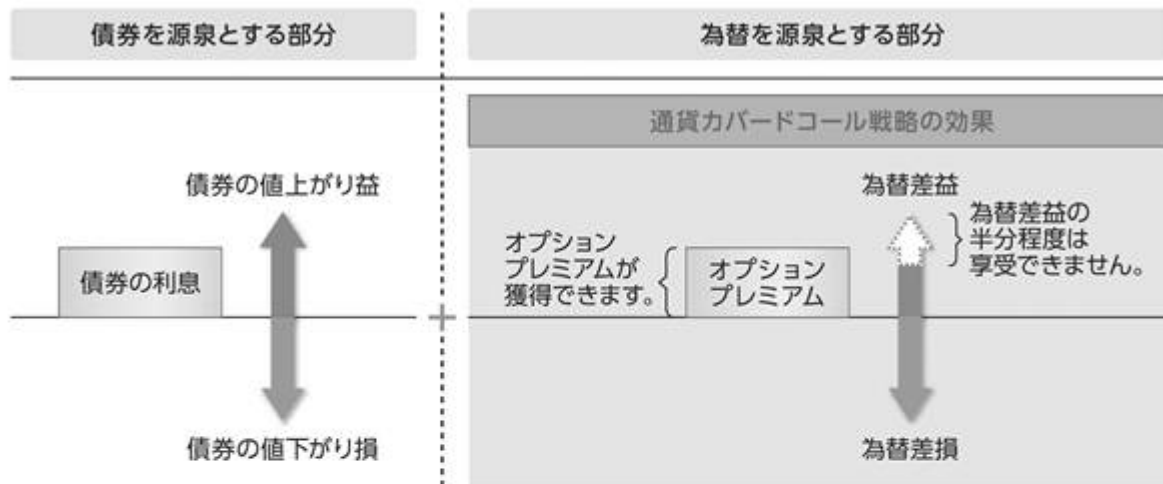 債券を源泉とする部分
為替を源泉とする部分
通貨カバードコール戦略の効果
債券の値上がり益
債券の利息
債券の値下がり損
オプション
プレミアムが
獲得できます。
オプション
プレミアム
為替差益
為替差益の
半分程度は
享受できません。
為替差損